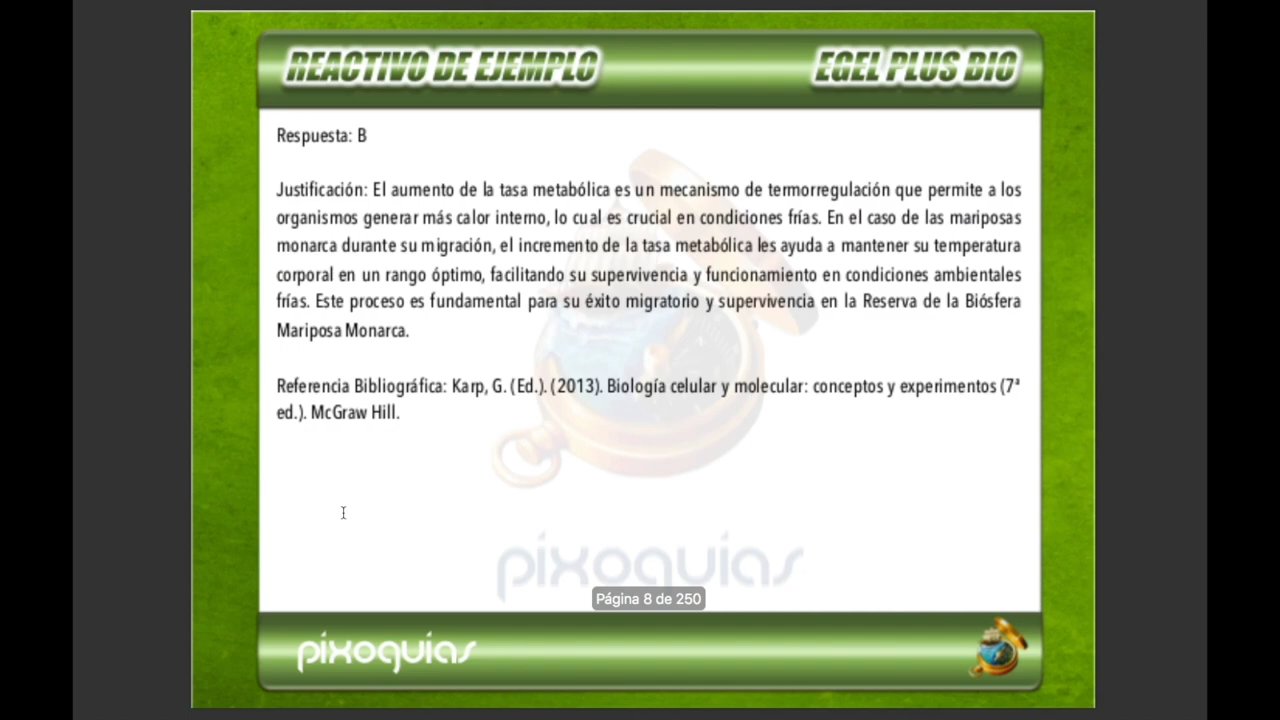 REACTIVO DE EJEMPLO
EGEL PLUS BIO
Respuesta: B
Justificación: El aumento de la tasa metabólica es un mecanismo de termorregulación que permite a los
organismos generar más calor interno, lo cual es crucial en condiciones frías. En el caso de las mariposas
monarca durante su migración, el incremento de la tasa metabólica les ayuda a mantener su temperatura
corporal en un rango óptimo, facilitando su supervivencia y funcionamiento en condiciones ambientales
frías. Este proceso es fundamental para su éxito migratorio y supervivencia en la Reserva de la Biósfera
Mariposa Monarca.
Referencia Bibliográfica: Karp, G. (Ed.). (2013). Biología celular y molecular: conceptos y experimentos (7ª
ed.). McGraw Hill.
pixoguías
Página 8 de 250
pixoguías